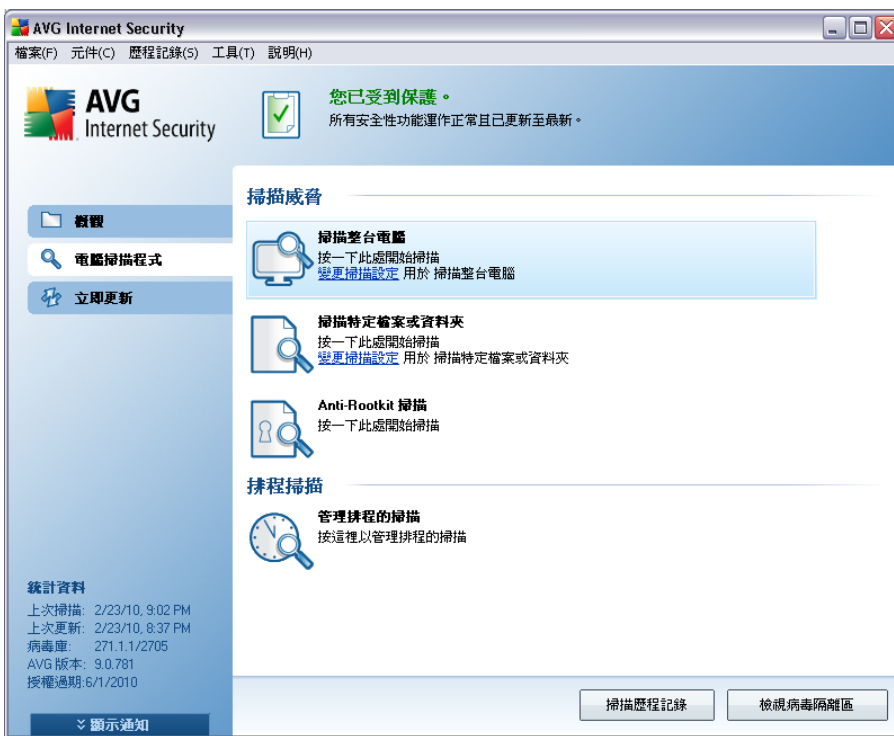 AVG Internet Security
檔案(F) 元件(C) 歷程記錄(S) 工具(T) 說明(H)
AVG
Internet Security
您已受到保護。
所有安全性功能運作正常且已更新至最新。
概觀
電腦掃描程式
立即更新
掃描威脅
掃描整台電腦
按一下此處開始掃描
變更掃描設定 用於 掃描整台電腦
掃描特定檔案或資料夾
按一下此處開始掃描
變更掃描設定 用於 掃描特定檔案或資料夾
Anti-Rootkit 掃描
按一下此處開始掃描
排程掃描
管理排程的掃描
按這裡以管理排程的掃描
統計資料
上次掃描: 2/23/10, 9:02 PM
上次更新: 2/23/10, 8:37 PM
病毒庫: 271.1.1/2705
AVG 版本: 9.0.781
授權過期:6/1/2010
顯示通知
掃描歷程記錄
檢視病毒隔離區